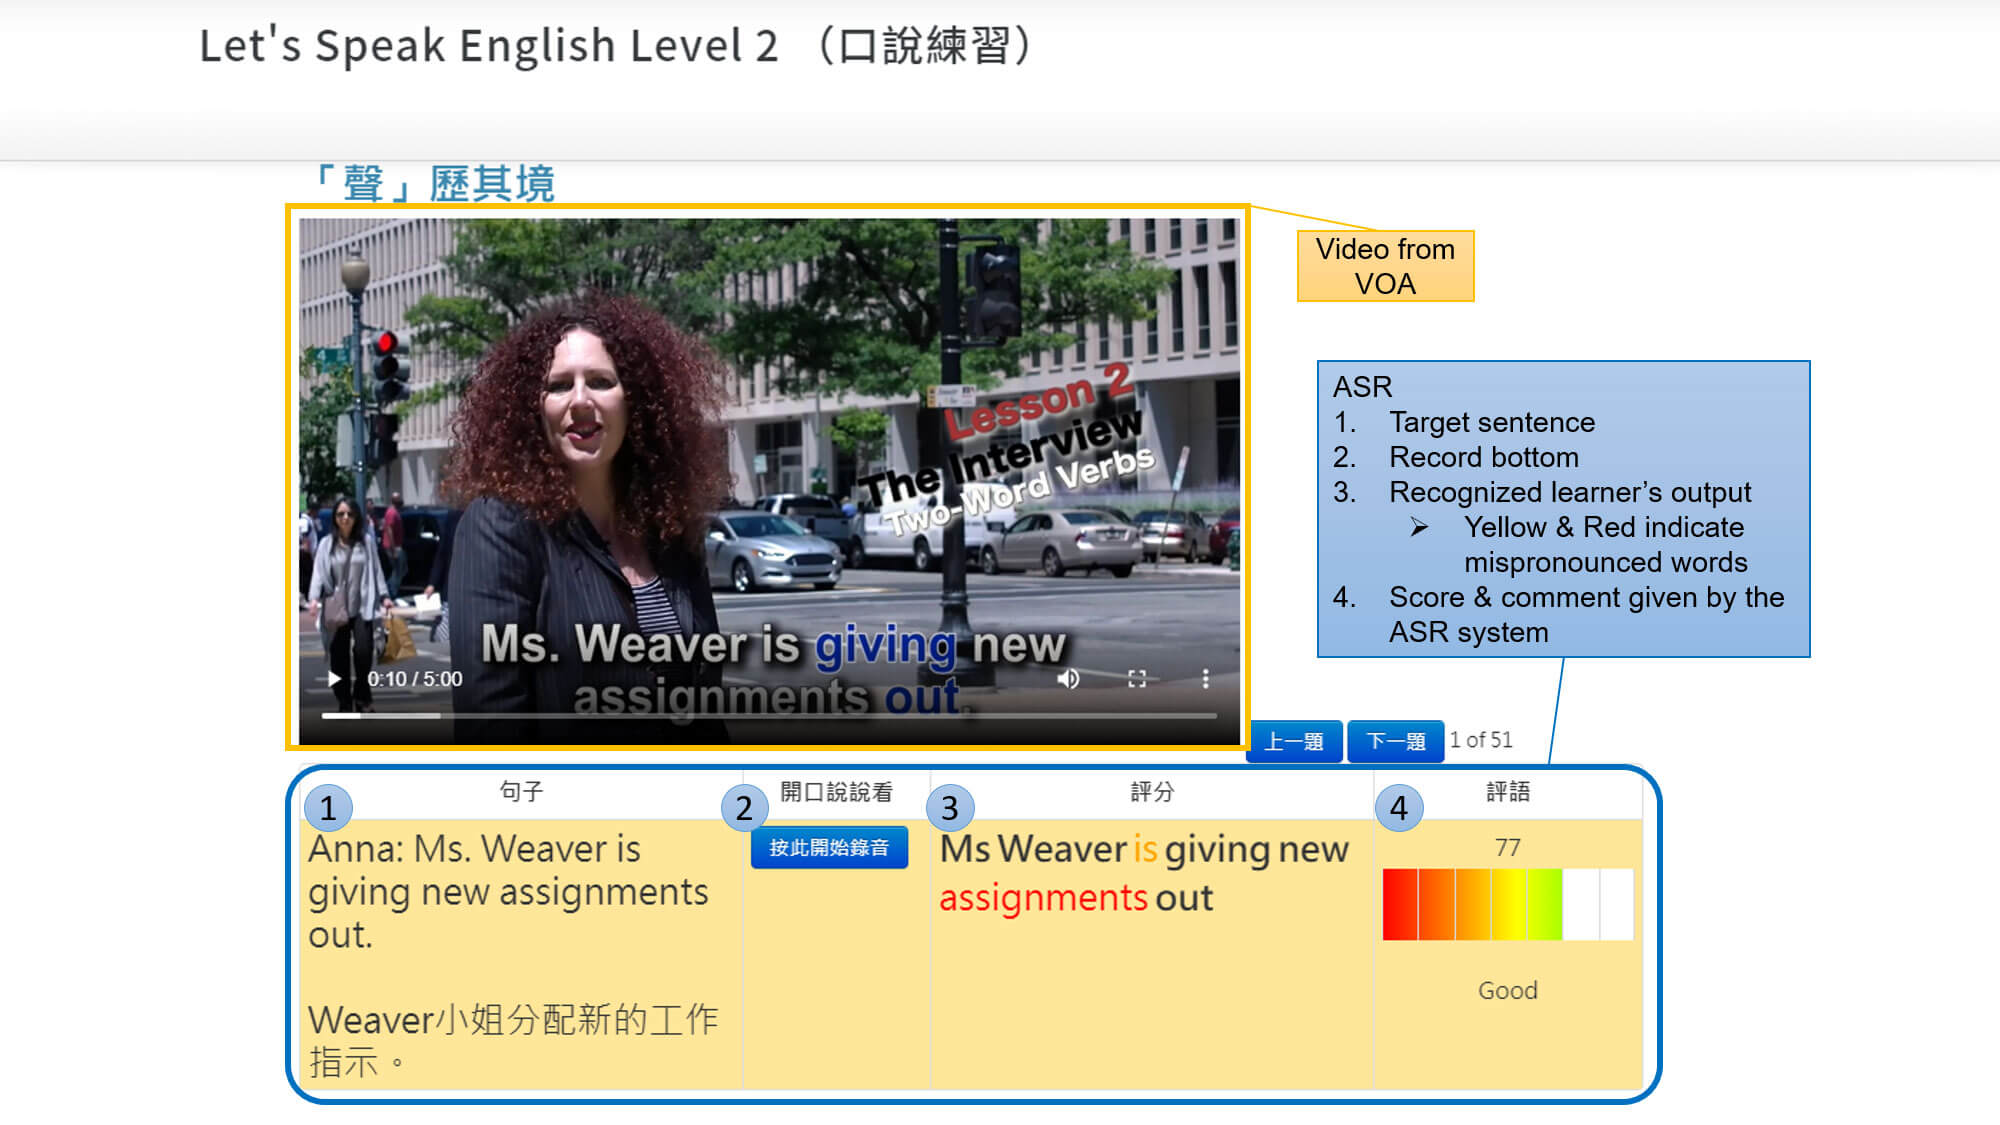 Let's Speak English Level 2 （口說練習）
「聲」歷其境
Video from
VOA
4
Lesson 2
The Interview
Two-Word Verbs
Ms. Weaver is giving new
assignments out.
0:10 / 5:00
ASR
1. Target sentence
2. Record bottom
3. Recognized learner’s output
➢ Yellow & Red indicate
mispronounced words
4. Score & comment given by the
ASR system
上一題 下一題 1 of 51
1 句子
2 開口說說看
3 評分
4 評語
Anna: Ms. Weaver is
giving new assignments
out.
Weaver小姐分配新的工作
指示。
按此開始錄音
Ms Weaver is giving new
assignments out
77
Good